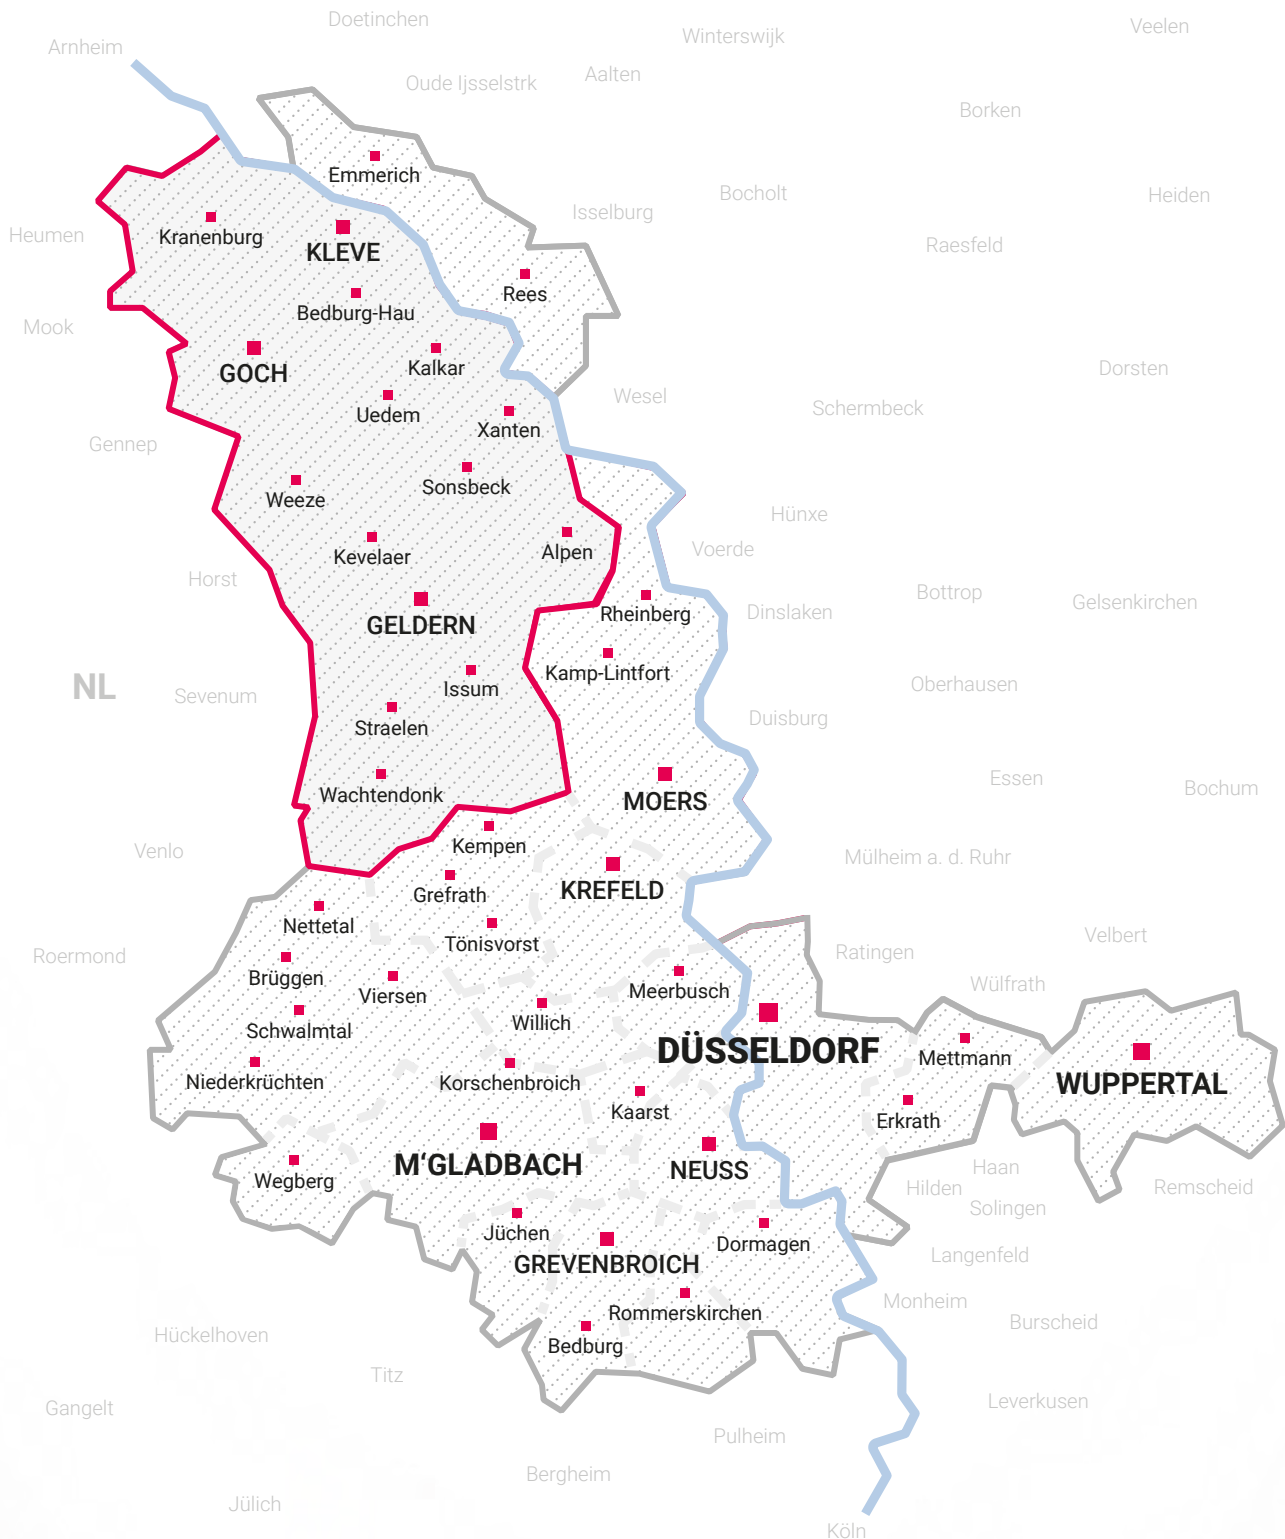 Doetinchen
Veelen
Winterswijk
Arnheim
Aalten
Oude Ijsselstrk
Borken
Emmerich
Bocholt
Heiden
Isselburg
Heumen
Kranenburg
KLEVE
Raesfeld
Rees
Bedburg-Hau
Mook
Kalkar
GOCH
Dorsten
Wesel
Schermbeck
Uedem
Xanten
Gennep
Sonsbeck
Weeze
Hünxe
Voerde
Alpen
Kevelaer
Horst
Bottrop
Gelsenkirchen
Dinslaken
Rheinberg
GELDERN
Kamp-Lintfort
NL
Sevenum
Issum
Oberhausen
Straelen
Duisburg
Essen
Bochum
Wachtendonk
MOERS
Kempen
Venlo
Mülheim a. d. Ruhr
KREFELD
Grefrath
Nettetal
Velbert
Tönisvorst
Ratingen
Roermond
Brüggen
Wülfrath
Viersen
Meerbusch
Willich
Schwalmtal
DÜSSELDORF
Mettmann
Niederkrüchten
Korschenbroich
WUPPERTAL
Kaarst
Erkrath
M‘GLADBACH
NEUSS
Haan
Wegberg
Hilden
Remscheid
Solingen
Jüchen
Dormagen
Langenfeld
GREVENBROICH
Monheim
Rommerskirchen
Burscheid
Hückelhoven
Bedburg
Titz
Leverkusen
Gangelt
Pulheim
Bergheim
Jülich
Köln